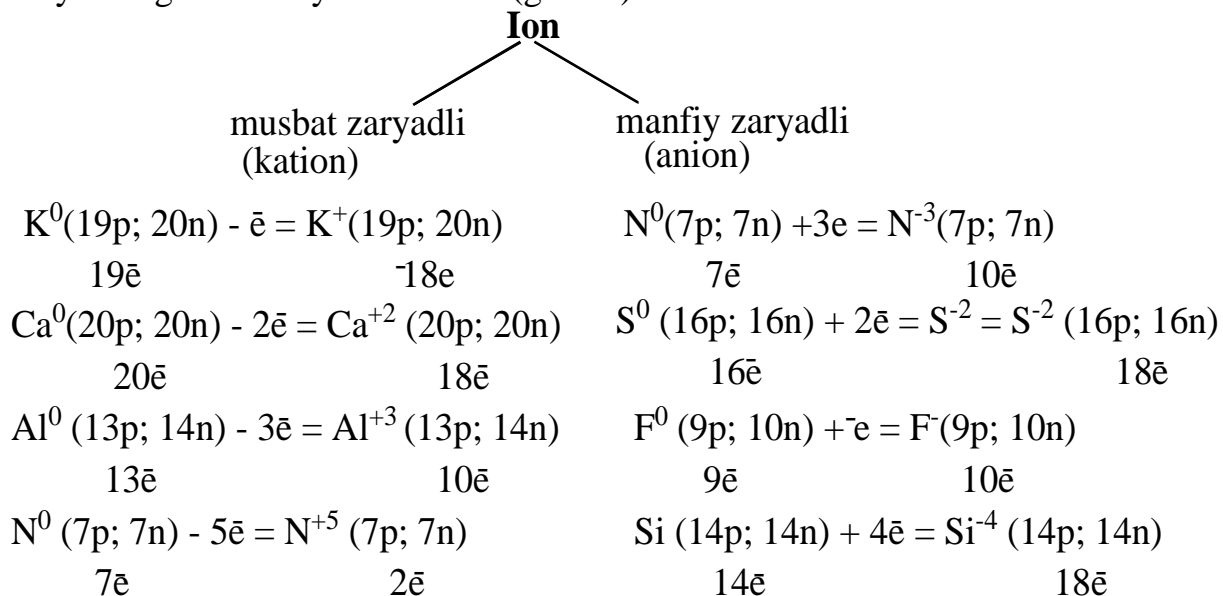 Ion
musbat zaryadli manfiy zaryadli
(kation) (anion)
K⁰(19p; 20n) - ē = K⁺(19p; 20n) N⁰(7p; 7n) +3e = N⁻³(7p; 7n)
19ē ⁻18e 7ē 10ē
Ca⁰(20p; 20n) - 2ē = Ca⁺² (20p; 20n) S⁰ (16p; 16n) + 2ē = S⁻² = S⁻² (16p; 16n)
20ē 18ē 16ē 18ē
Al⁰ (13p; 14n) - 3ē = Al⁺³ (13p; 14n) F⁰ (9p; 10n) +⁻e = F⁻(9p; 10n)
13ē 10ē 9ē 10ē
N⁰ (7p; 7n) - 5ē = N⁺⁵ (7p; 7n) Si (14p; 14n) + 4ē = Si⁻⁴ (14p; 14n)
7ē 2ē 14ē 18ē